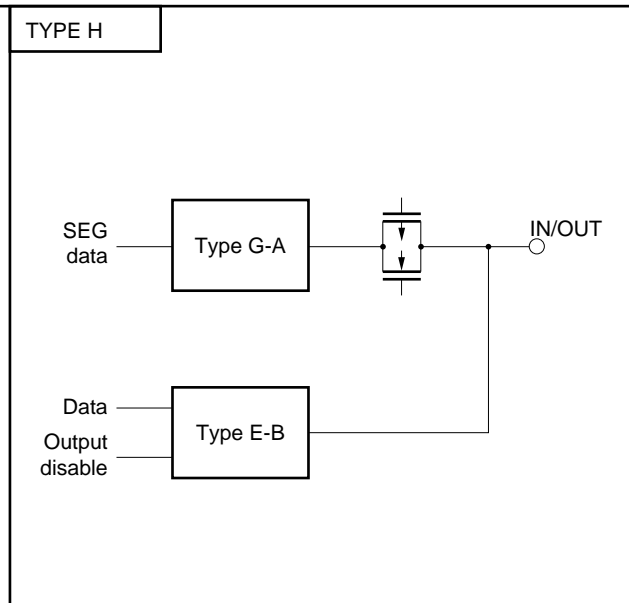 TYPE H
SEG
data
Type G-A
IN/OUT
Data
Output
disable
Type E-B